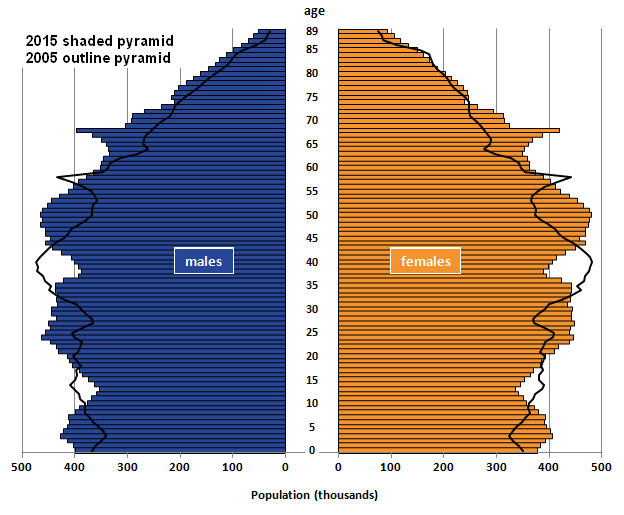 age
2015 shaded pyramid
2005 outline pyramid
89
85
80
75
70
65
60
55
50
45
40
35
30
25
20
15
10
5
0
males
females
500 400 300 200 100 0 0 100 200 300 400 500
Population (thousands)